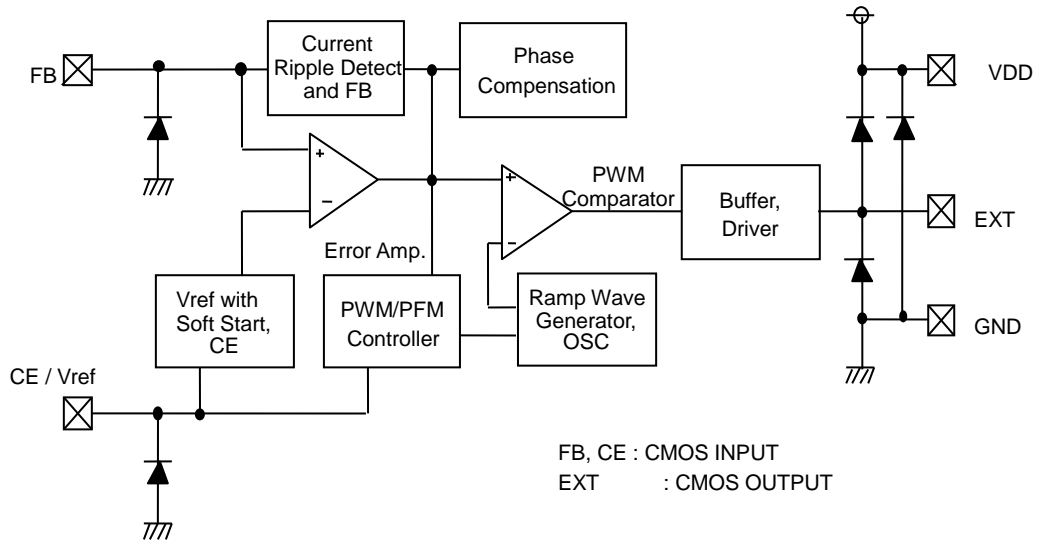 Current
Ripple Detect
and FB
Phase
Compensation
FB
VDD
+
−
Error Amp.
+
−
PWM
Comparator
Buffer,
Driver
EXT
Vref with
Soft Start,
CE
PWM/PFM
Controller
Ramp Wave
Generator,
OSC
GND
CE / Vref
FB, CE : CMOS INPUT
EXT : CMOS OUTPUT